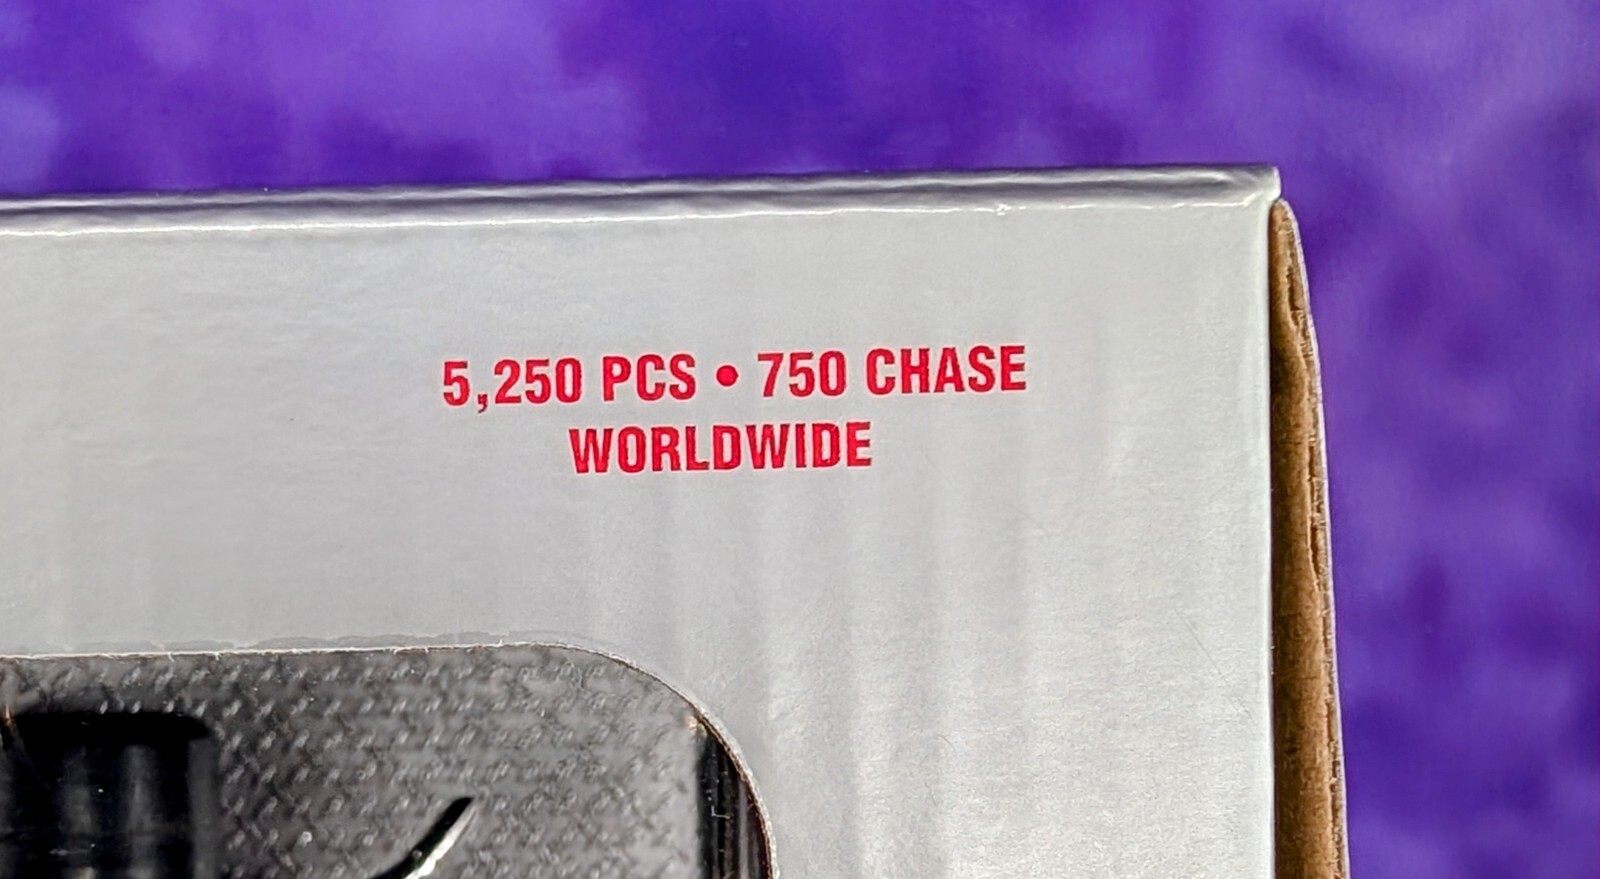 5,250 PCS • 750 CHASE
WORLDWIDE